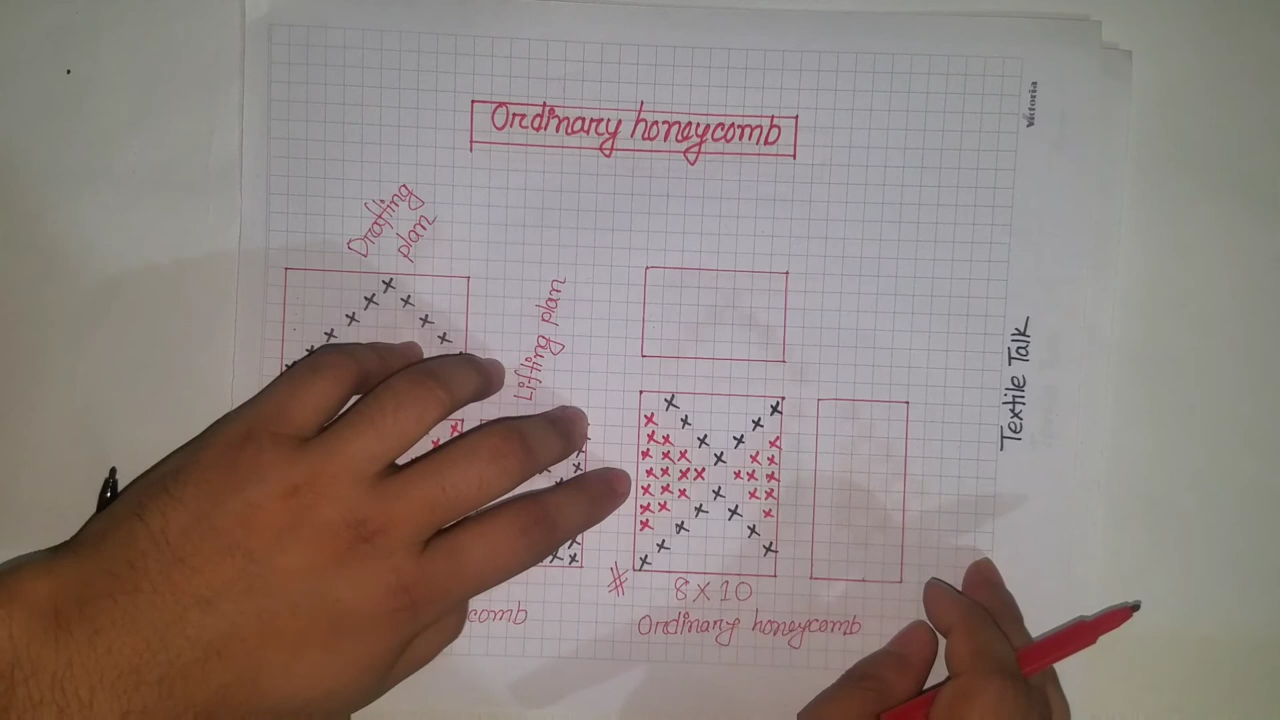 Ordinary honeycomb
Drafting
plan
Lifting plan
Victoria
Textile Talk
# 8 X 10
comb
Ordinary honeycomb